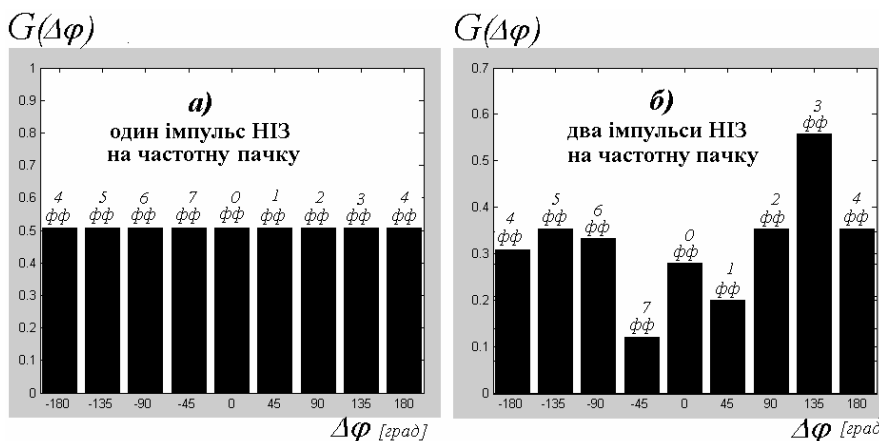 G(Δφ)
1
0.9
0.8
0.7
0.6
0.5
0.4
0.3
0.2
0.1
0
а)
один імпульс НІЗ
на частотну пачку
4 5 6 7 0 1 2 3 4
фф фф фф фф фф фф фф фф фф
-180 -135 -90 -45 0 45 90 135 180
Δφ [град]
G(Δφ)
0.7
0.6
0.5
0.4
0.3
0.2
0.1
0
б)
два імпульси НІЗ
на частотну пачку
4
фф
5
фф
6
фф
7
фф
0
фф
1
фф
2
фф
3
фф
4
фф
-180 -135 -90 -45 0 45 90 135 180
Δφ [град]